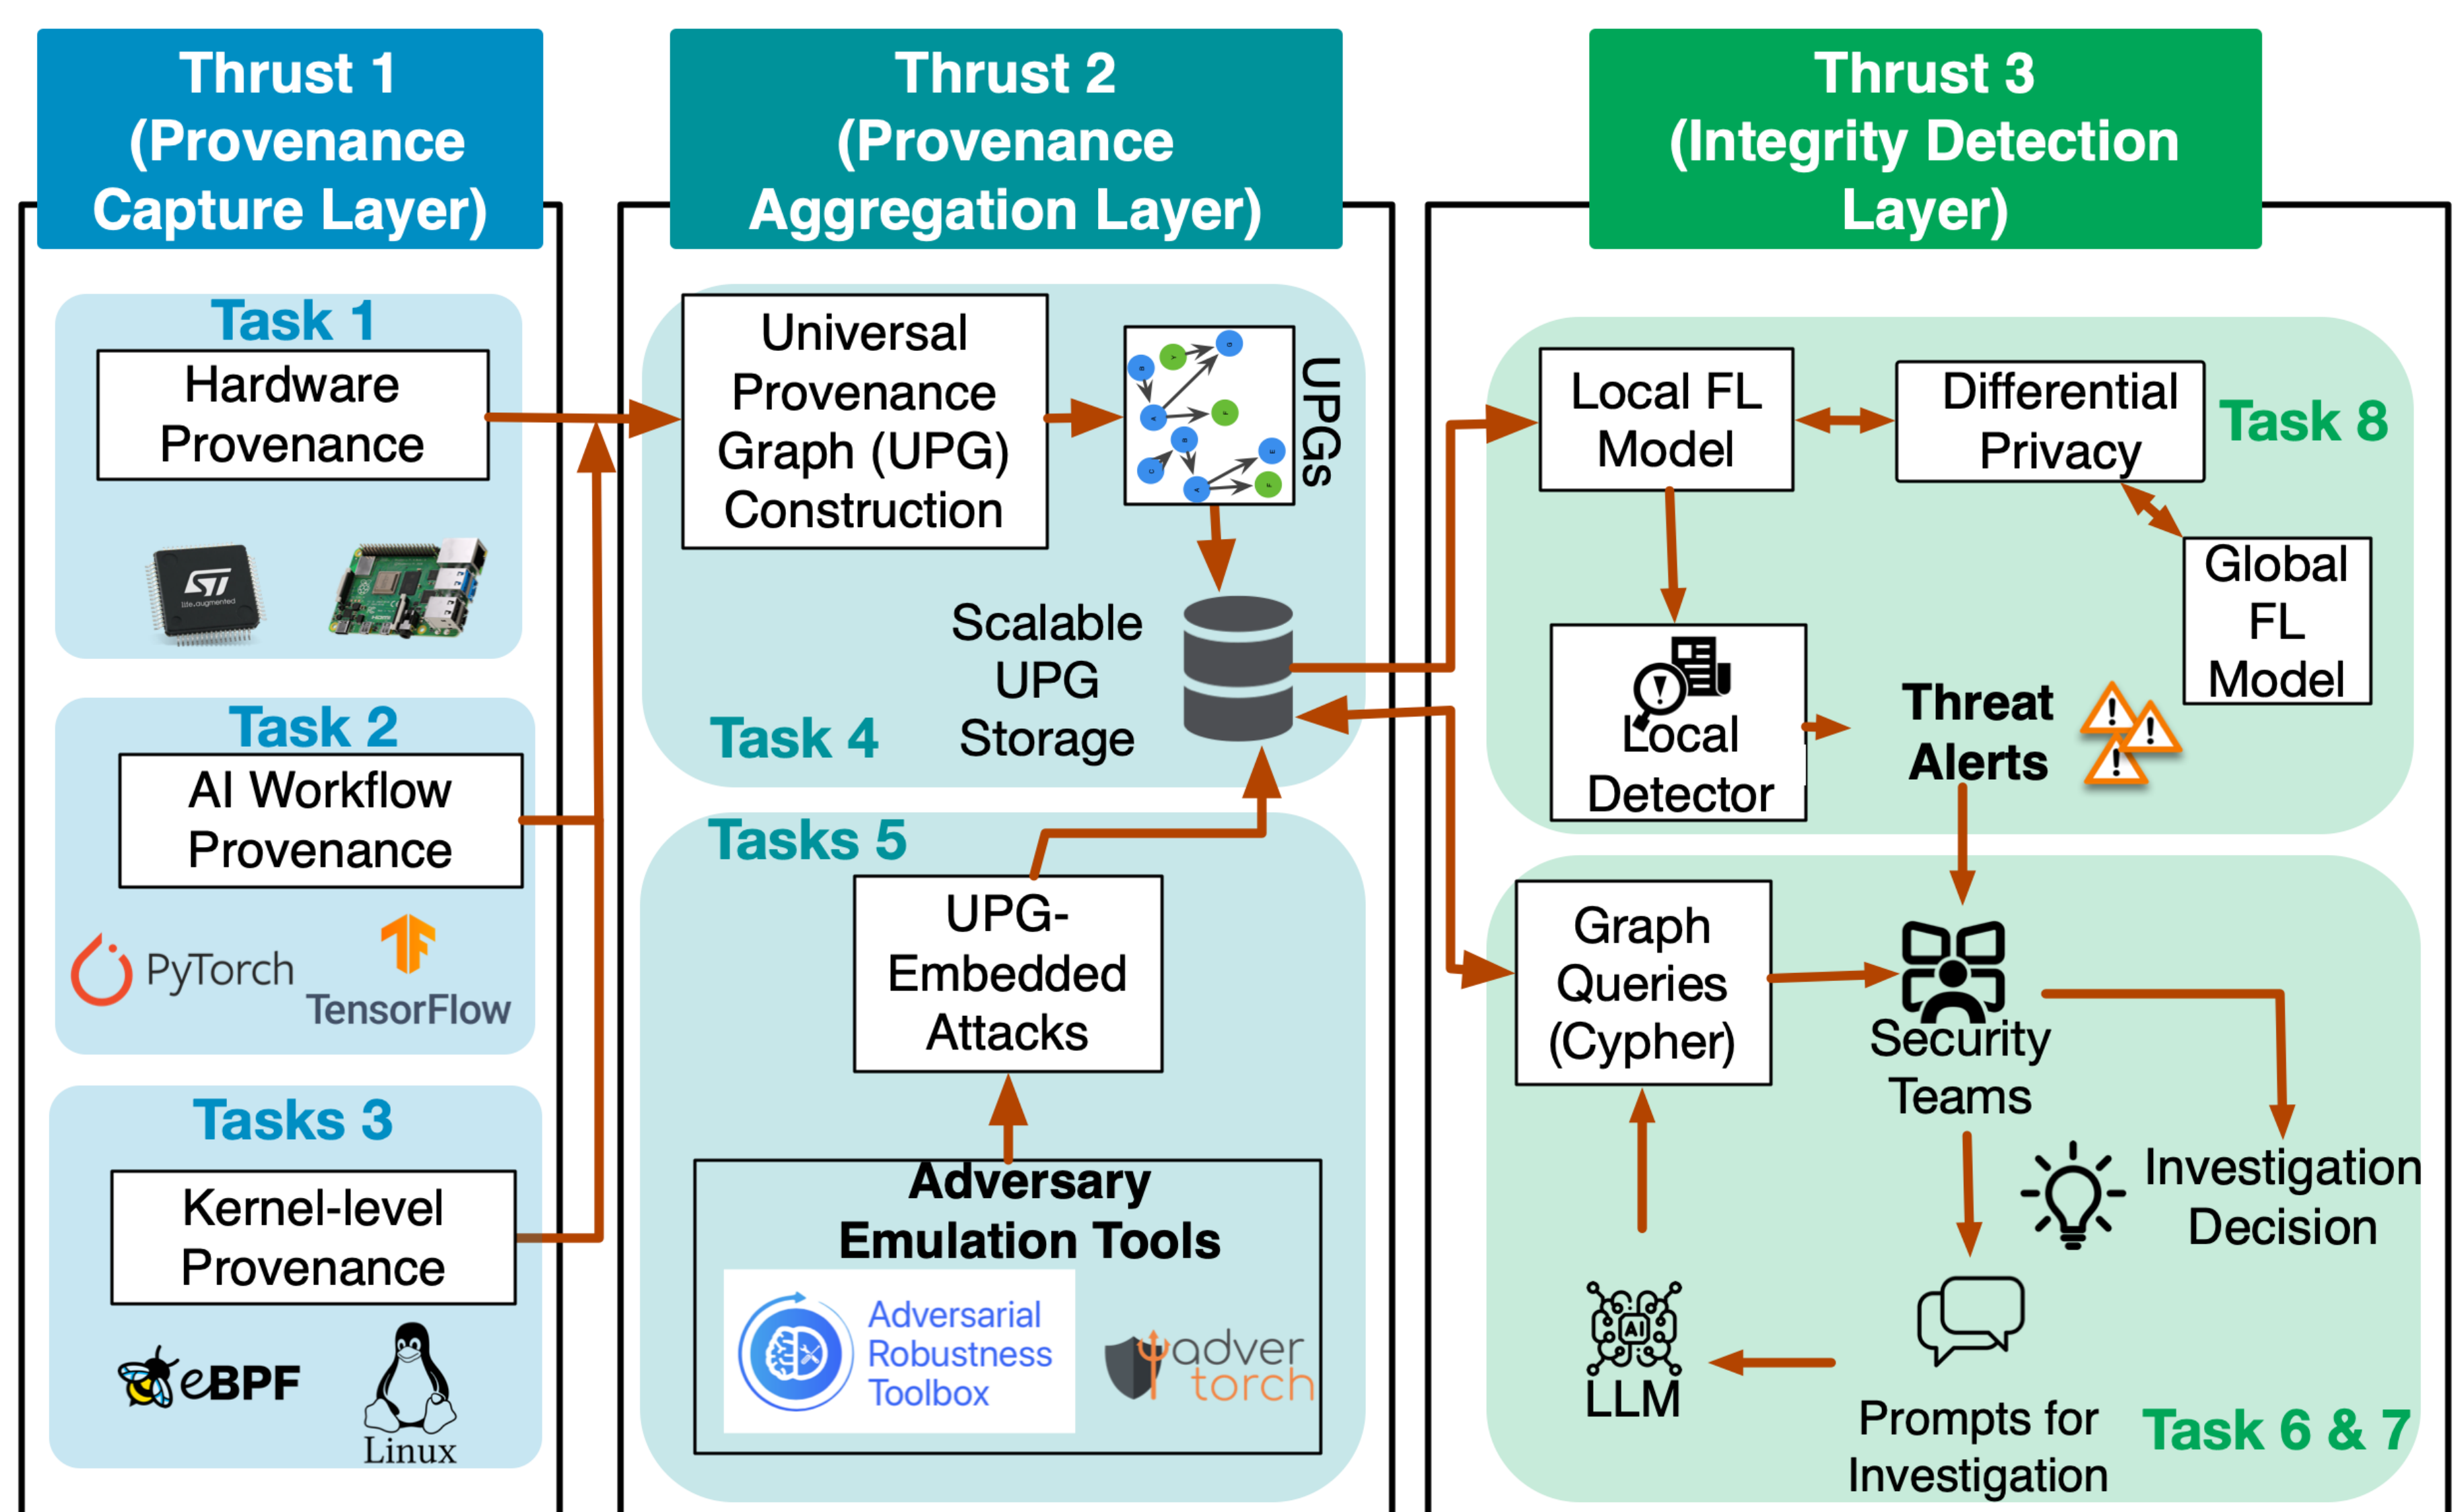 Thrust 1
(Provenance
Capture Layer)
Task 1
Hardware
Provenance
ST
life.augmented
Task 2
AI Workflow
Provenance
PyTorch
TensorFlow
Tasks 3
Kernel-level
Provenance
eBPF
Linux
Thrust 2
(Provenance
Aggregation Layer)
Universal
Provenance
Graph (UPG)
Construction
UPGs
Scalable
UPG
Storage
Task 4
Tasks 5
UPG-
Embedded
Attacks
Adversary
Emulation Tools
Adversarial
Robustness
Toolbox
adver
torch
Thrust 3
(Integrity Detection
Layer)
Local FL
Model
Differential
Privacy
Task 8
Global
FL
Model
Local
Detector
Threat
Alerts
Graph
Queries
(Cypher)
Security
Teams
Investigation
Decision
AI
LLM
Prompts for
Investigation
Task 6 & 7